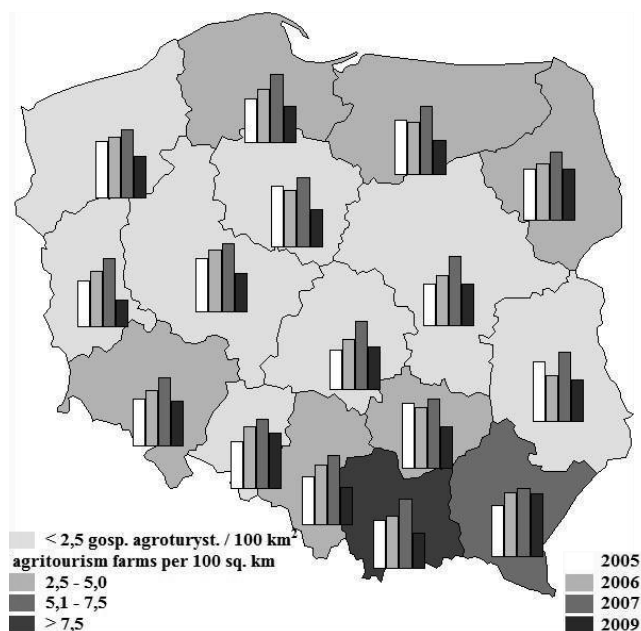 < 2,5 gosp. agroturyst. / 100 km²
agritourism farms per 100 sq. km
2,5 - 5,0
5,1 - 7,5
> 7,5
2005
2006
2007
2009